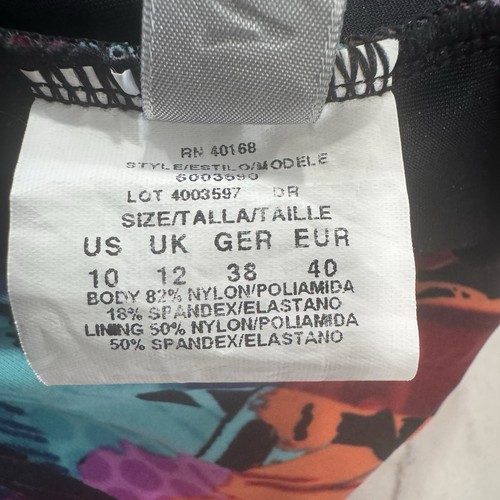 RN 40168
STYLE/ESTILO/MODELE
LOT 4003597 DR
SIZE/TALLA/TAILLE
US UK GER EUR
10 12 38 40
BODY 82% NYLON/POLIAMIDA
18% SPANDEX/ELASTANO
LINING 50% NYLON/POLIAMIDA
50% SPANDEX/ELASTANO